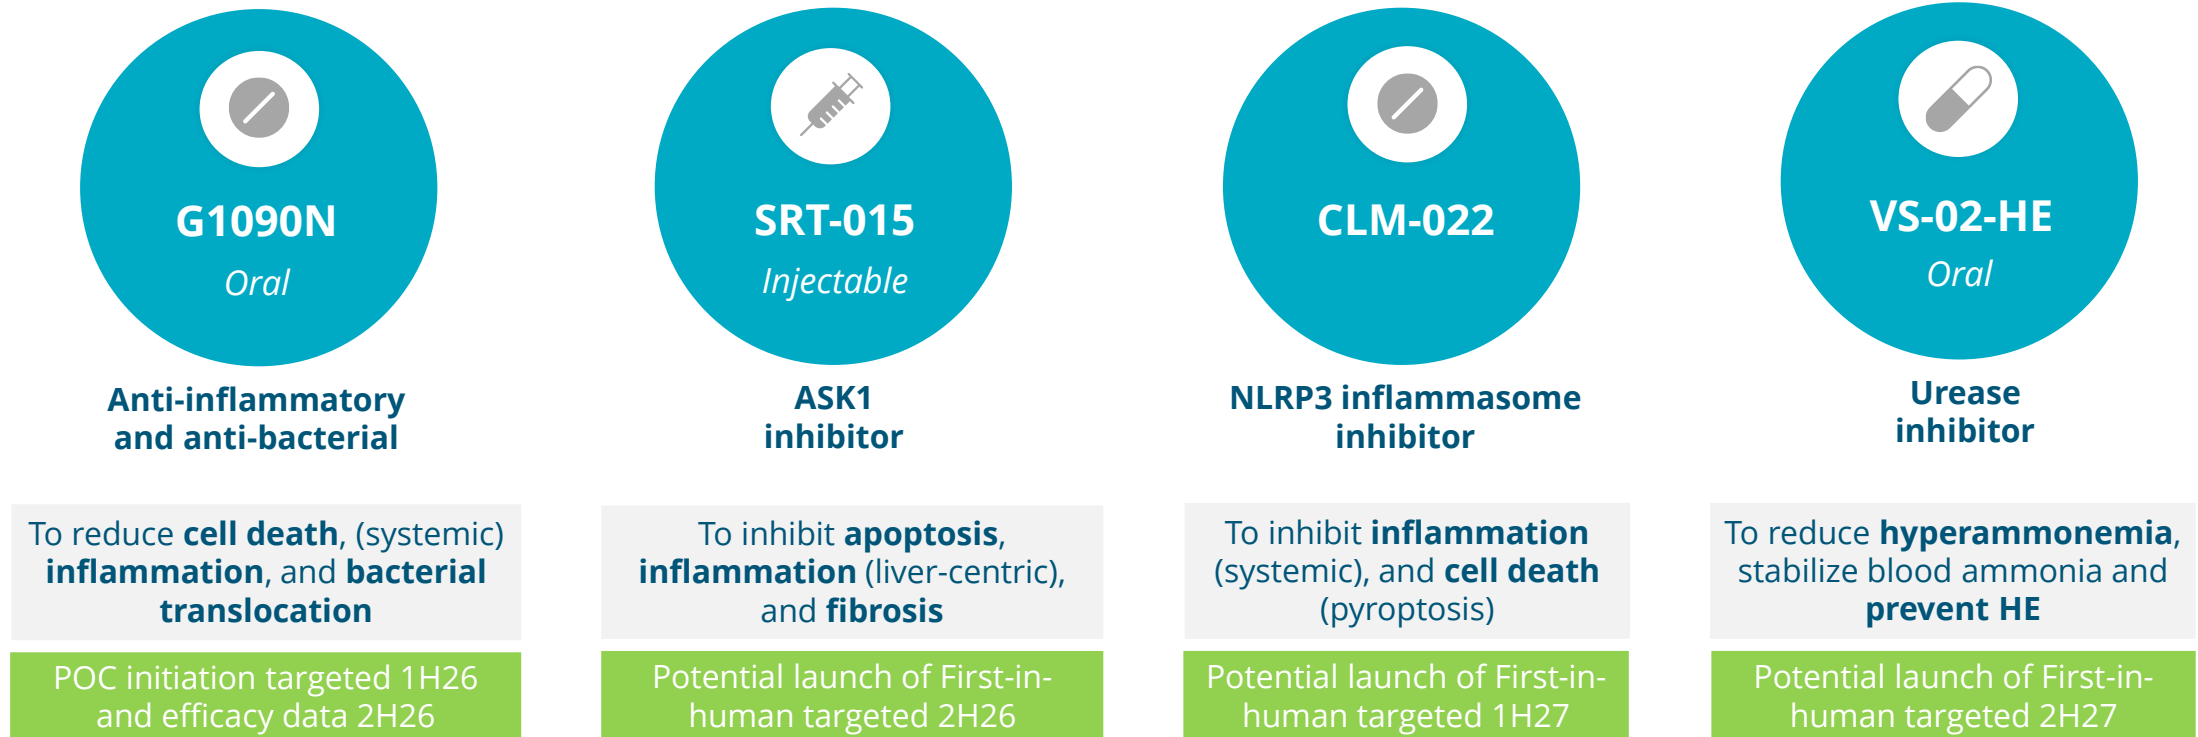 G1090N
Oral
Anti-inflammatory
and anti-bacterial
To reduce cell death, (systemic)
inflammation, and bacterial
translocation
POC initiation targeted 1H26
and efficacy data 2H26
SRT-015
Injectable
ASK1
inhibitor
To inhibit apoptosis,
inflammation (liver-centric),
and fibrosis
Potential launch of First-in-
human targeted 2H26
CLM-022
NLRP3 inflammasome
inhibitor
To inhibit inflammation
(systemic), and cell death
(pyroptosis)
Potential launch of First-in-
human targeted 1H27
VS-02-HE
Oral
Urease
inhibitor
To reduce hyperammonemia,
stabilize blood ammonia and
prevent HE
Potential launch of First-in-
human targeted 2H27